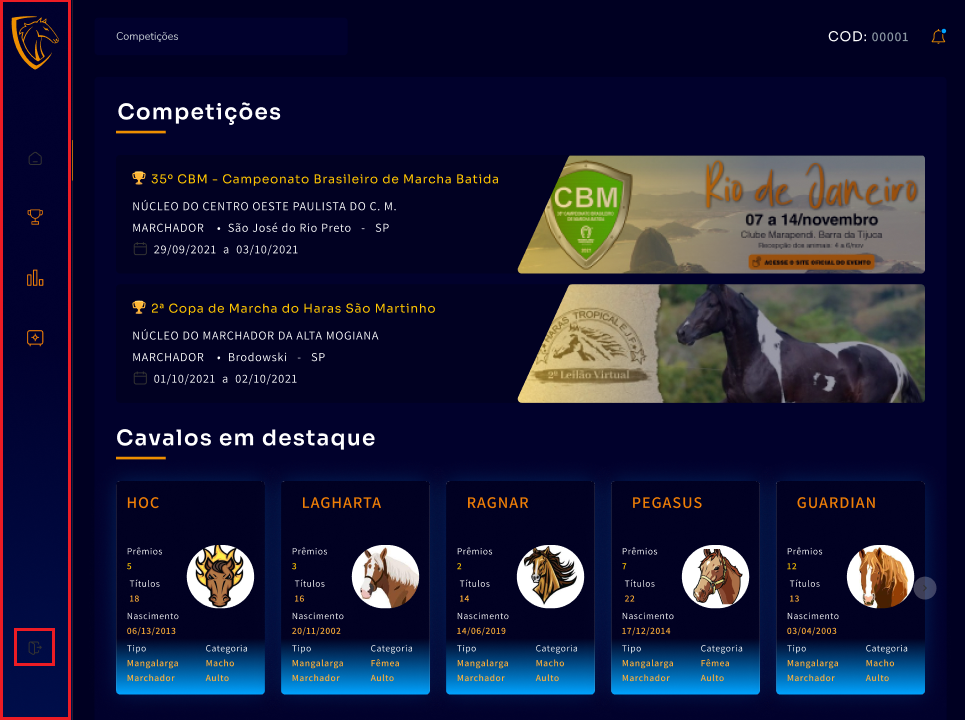 Competições
COD: 00001
Competições
35º CBM - Campeonato Brasileiro de Marcha Batida
NÚCLEO DO CENTRO OESTE PAULISTA DO C. M.
MARCHADOR • São José do Rio Preto - SP
29/09/2021 a 03/10/2021
CBM
Rio de Janeiro
07 a 14/novembro
Clube Marapendi. Barra da Tijuca
Recepção dos animais: 4 a 6/nov
ACESSE O SITE OFICIAL DO EVENTO
2ª Copa de Marcha do Haras São Martinho
NÚCLEO DO MARCHADOR DA ALTA MOGIANA
MARCHADOR • Brodowski - SP
01/10/2021 a 02/10/2021
HARAS TROPICALE JF
2º Leilão Virtual
Cavalos em destaque
HOC
Prêmios
5
Títulos
18
Nascimento
06/13/2013
Tipo Categoria
Mangalarga Macho
Marchador Aulto
LAGHARTA
Prêmios
3
Títulos
16
Nascimento
20/11/2002
Tipo Categoria
Mangalarga Fêmea
Marchador Aulto
RAGNAR
Prêmios
2
Títulos
14
Nascimento
14/06/2019
Tipo Categoria
Mangalarga Macho
Marchador Aulto
PEGASUS
Prêmios
7
Títulos
22
Nascimento
17/12/2014
Tipo Categoria
Mangalarga Fêmea
Marchador Aulto
GUARDIAN
Prêmios
12
Títulos
13
Nascimento
03/04/2003
Tipo Categoria
Mangalarga Macho
Marchador Aulto